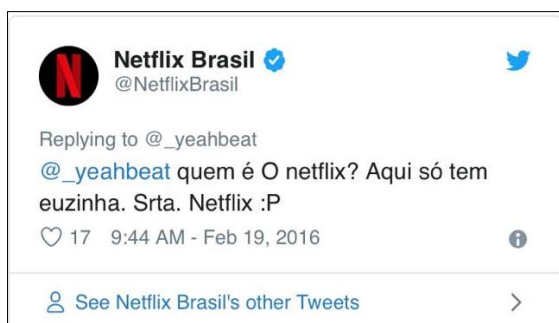 Netflix Brasil
@NetflixBrasil
Replying to @_yeahbeat
@_yeahbeat quem é O netflix? Aqui só tem
euzinha. Srta. Netflix :P
17 9:44 AM - Feb 19, 2016
See Netflix Brasil's other Tweets